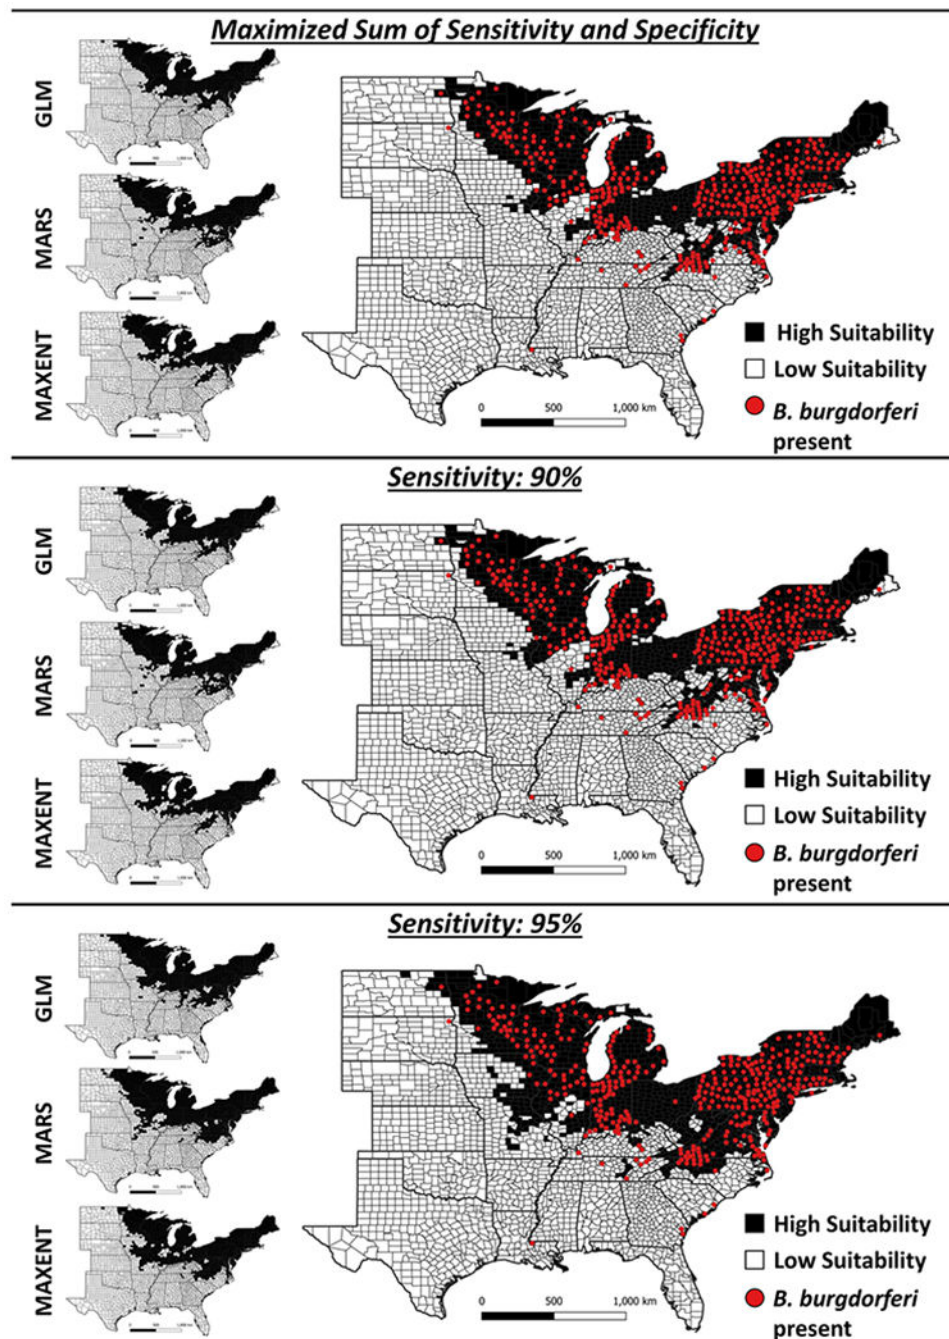 Maximized Sum of Sensitivity and Specificity
GLM
MARS
MAXENT
High Suitability
Low Suitability
B. burgdorferi
present
0 500 1,000 km
Sensitivity: 90%
GLM
MARS
MAXENT
High Suitability
Low Suitability
B. burgdorferi
present
0 500 1,000 km
Sensitivity: 95%
GLM
MARS
MAXENT
High Suitability
Low Suitability
B. burgdorferi
present
0 500 1,000 km